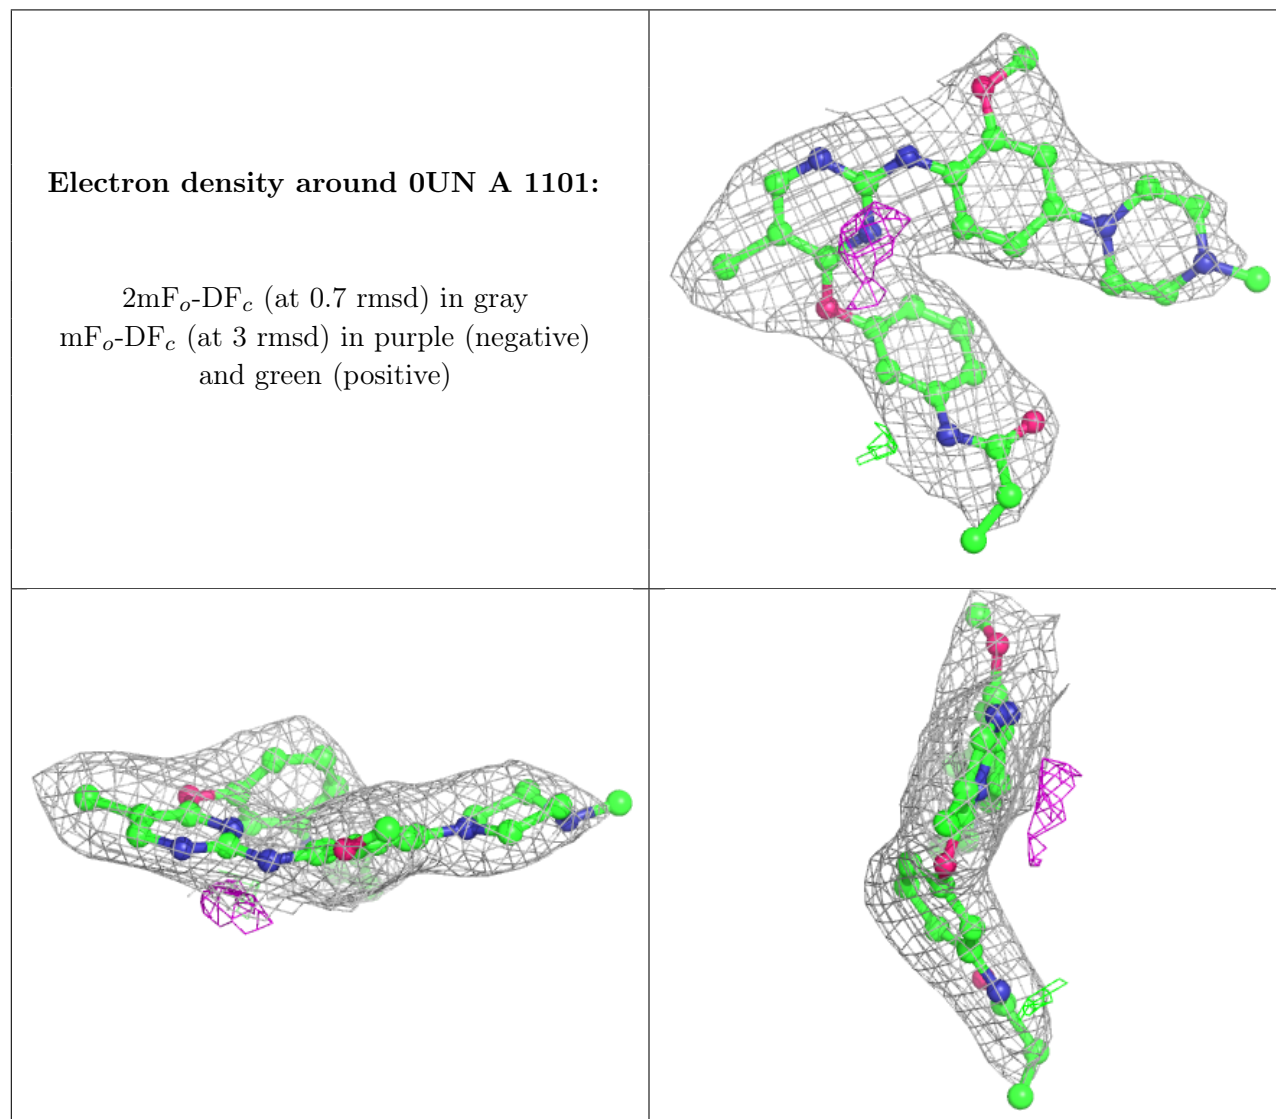 Electron density around 0UN A 1101:
2mFₒ-DF𝒸 (at 0.7 rmsd) in gray
mFₒ-DF𝒸 (at 3 rmsd) in purple (negative)
and green (positive)